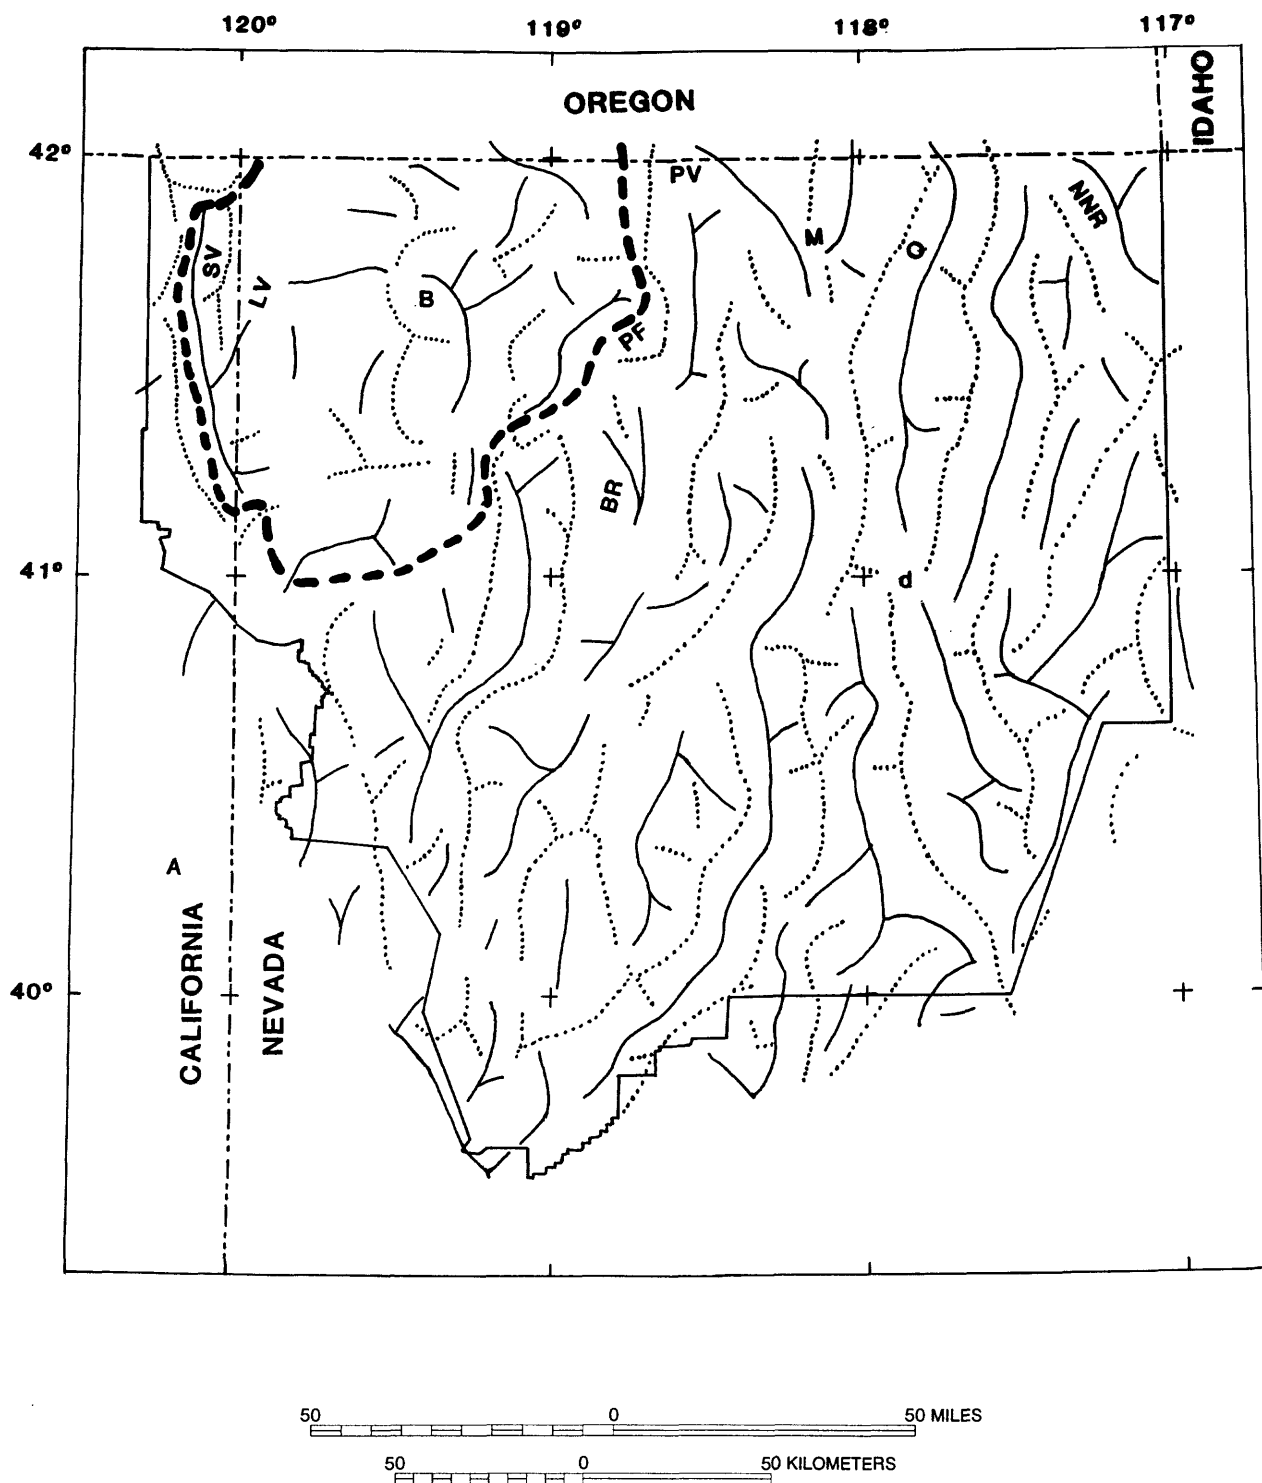 120° 119° 118° 117°
OREGON
IDAHO
42°
PV
NNR
M
Q
SV
LV
B
PF
BR
41°
d
A
CALIFORNIA
NEVADA
40°
50 0 50 MILES
50 0 50 KILOMETERS